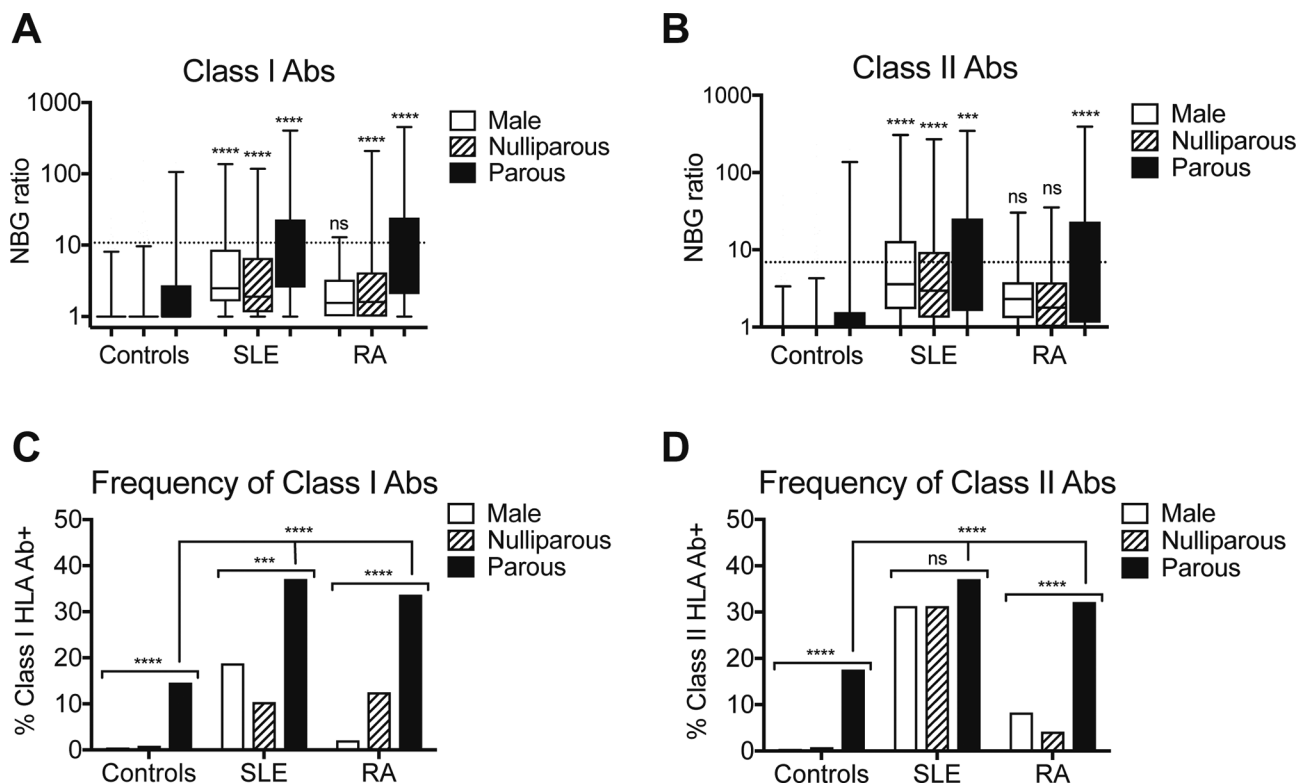 A
Class I Abs
NBG ratio
1000
100
10
1
****
****
****
ns
****
****
Controls
SLE
RA
Male
Nulliparous
Parous
B
Class II Abs
NBG ratio
1000
100
10
1
****
****
***
ns
ns
****
Controls
SLE
RA
Male
Nulliparous
Parous
C
Frequency of Class I Abs
% Class I HLA Ab+
50
40
30
20
10
0
****
***
****
****
Controls
SLE
RA
Male
Nulliparous
Parous
D
Frequency of Class II Abs
% Class II HLA Ab+
50
40
30
20
10
0
****
ns
****
****
Controls
SLE
RA
Male
Nulliparous
Parous